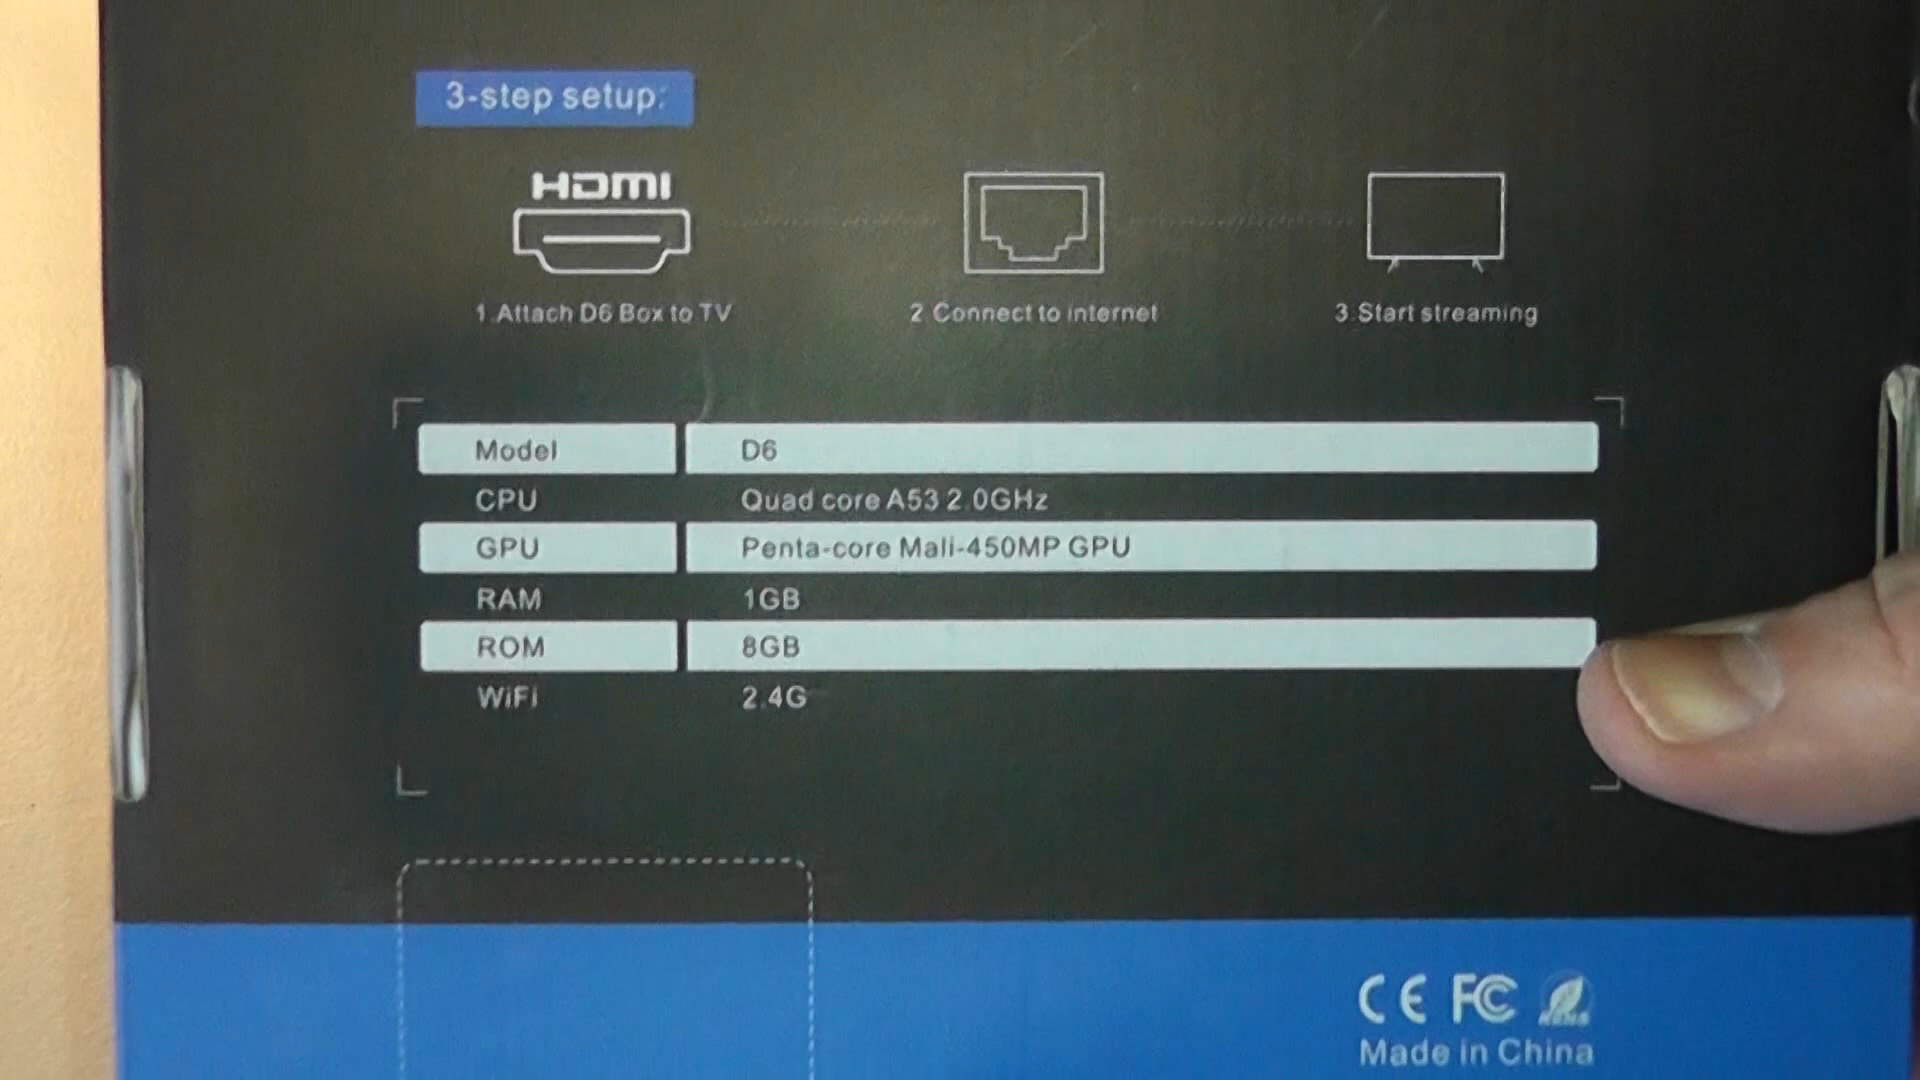 3-step setup:
HDMI
1.Attach D6 Box to TV
2.Connect to internet
3.Start streaming
Model D6
CPU Quad core A53 2.0GHz
GPU Penta-core Mali-450MP GPU
RAM 1GB
ROM 8GB
WiFi 2.4G
CE FC
Made in China